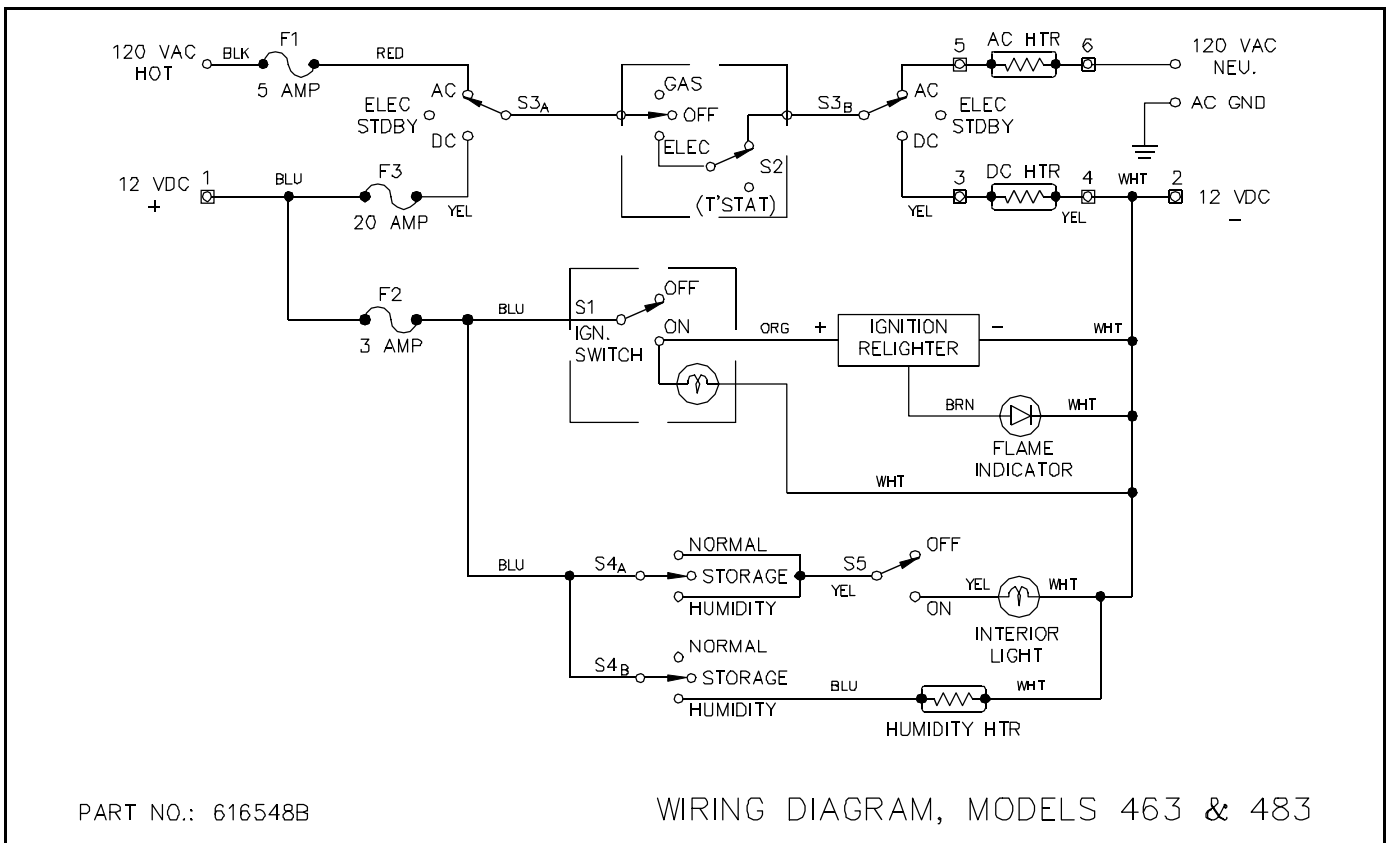 120 VAC
HOT
BLK
F1
5 AMP
RED
AC
ELEC
STDBY
DC
S3A
GAS
OFF
ELEC
S2
(T'STAT)
S3B
AC
ELEC
STDBY
DC
5
AC HTR
6
120 VAC
NEU.
AC GND
12 VDC
+
1
BLU
F3
20 AMP
YEL
3
YEL
DC HTR
4
YEL
WHT
2
12 VDC
-
F2
3 AMP
BLU
S1
IGN.
SWITCH
OFF
ON
ORG
+
IGNITION
RELIGHTER
-
WHT
BRN
WHT
FLAME
INDICATOR
WHT
BLU
S4A
NORMAL
STORAGE
HUMIDITY
S5
YEL
OFF
ON
YEL
WHT
INTERIOR
LIGHT
S4B
NORMAL
STORAGE
HUMIDITY
BLU
WHT
HUMIDITY HTR
PART NO.: 616548B
WIRING DIAGRAM, MODELS 463 & 483